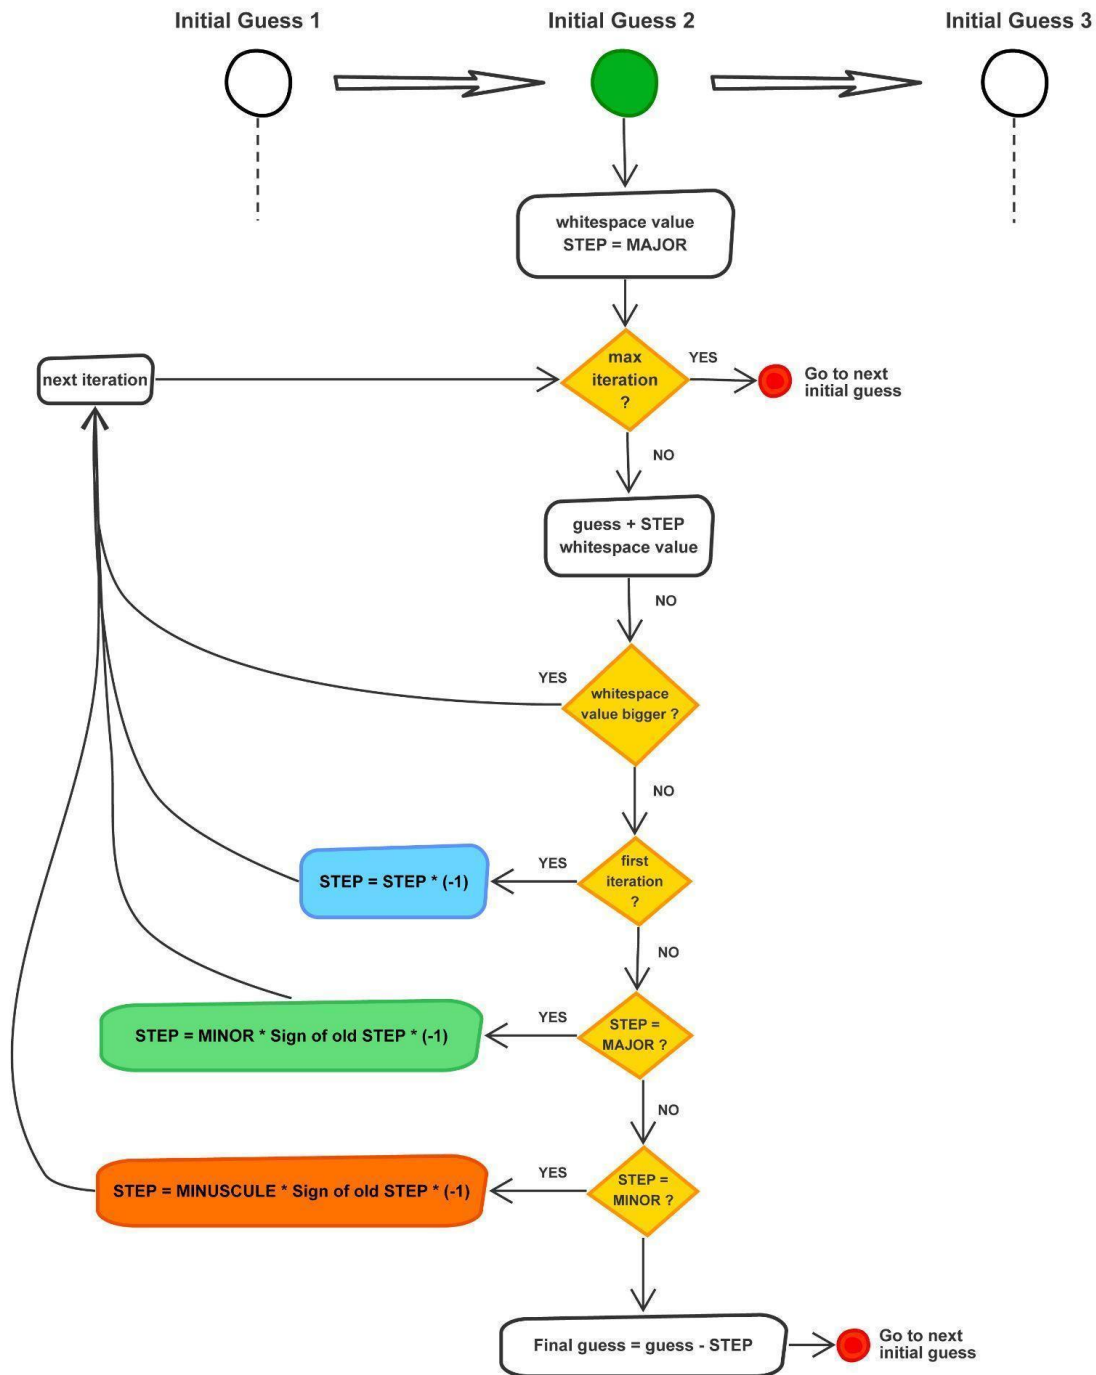 Initial Guess 1
Initial Guess 2
Initial Guess 3
whitespace value
STEP = MAJOR
next iteration
max
iteration
?
YES
Go to next
initial guess
NO
guess + STEP
whitespace value
NO
YES
whitespace
value bigger ?
NO
STEP = STEP * (-1)
YES
first
iteration
?
NO
STEP = MINOR * Sign of old STEP * (-1)
YES
STEP =
MAJOR ?
NO
STEP = MINUSCULE * Sign of old STEP * (-1)
YES
STEP =
MINOR ?
Final guess = guess - STEP
Go to next
initial guess